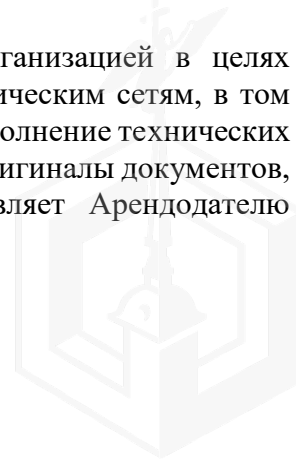 ганизацией в целях
ическим сетям, в том
олнение технических
игиналы документов,
вляет Арендодателю